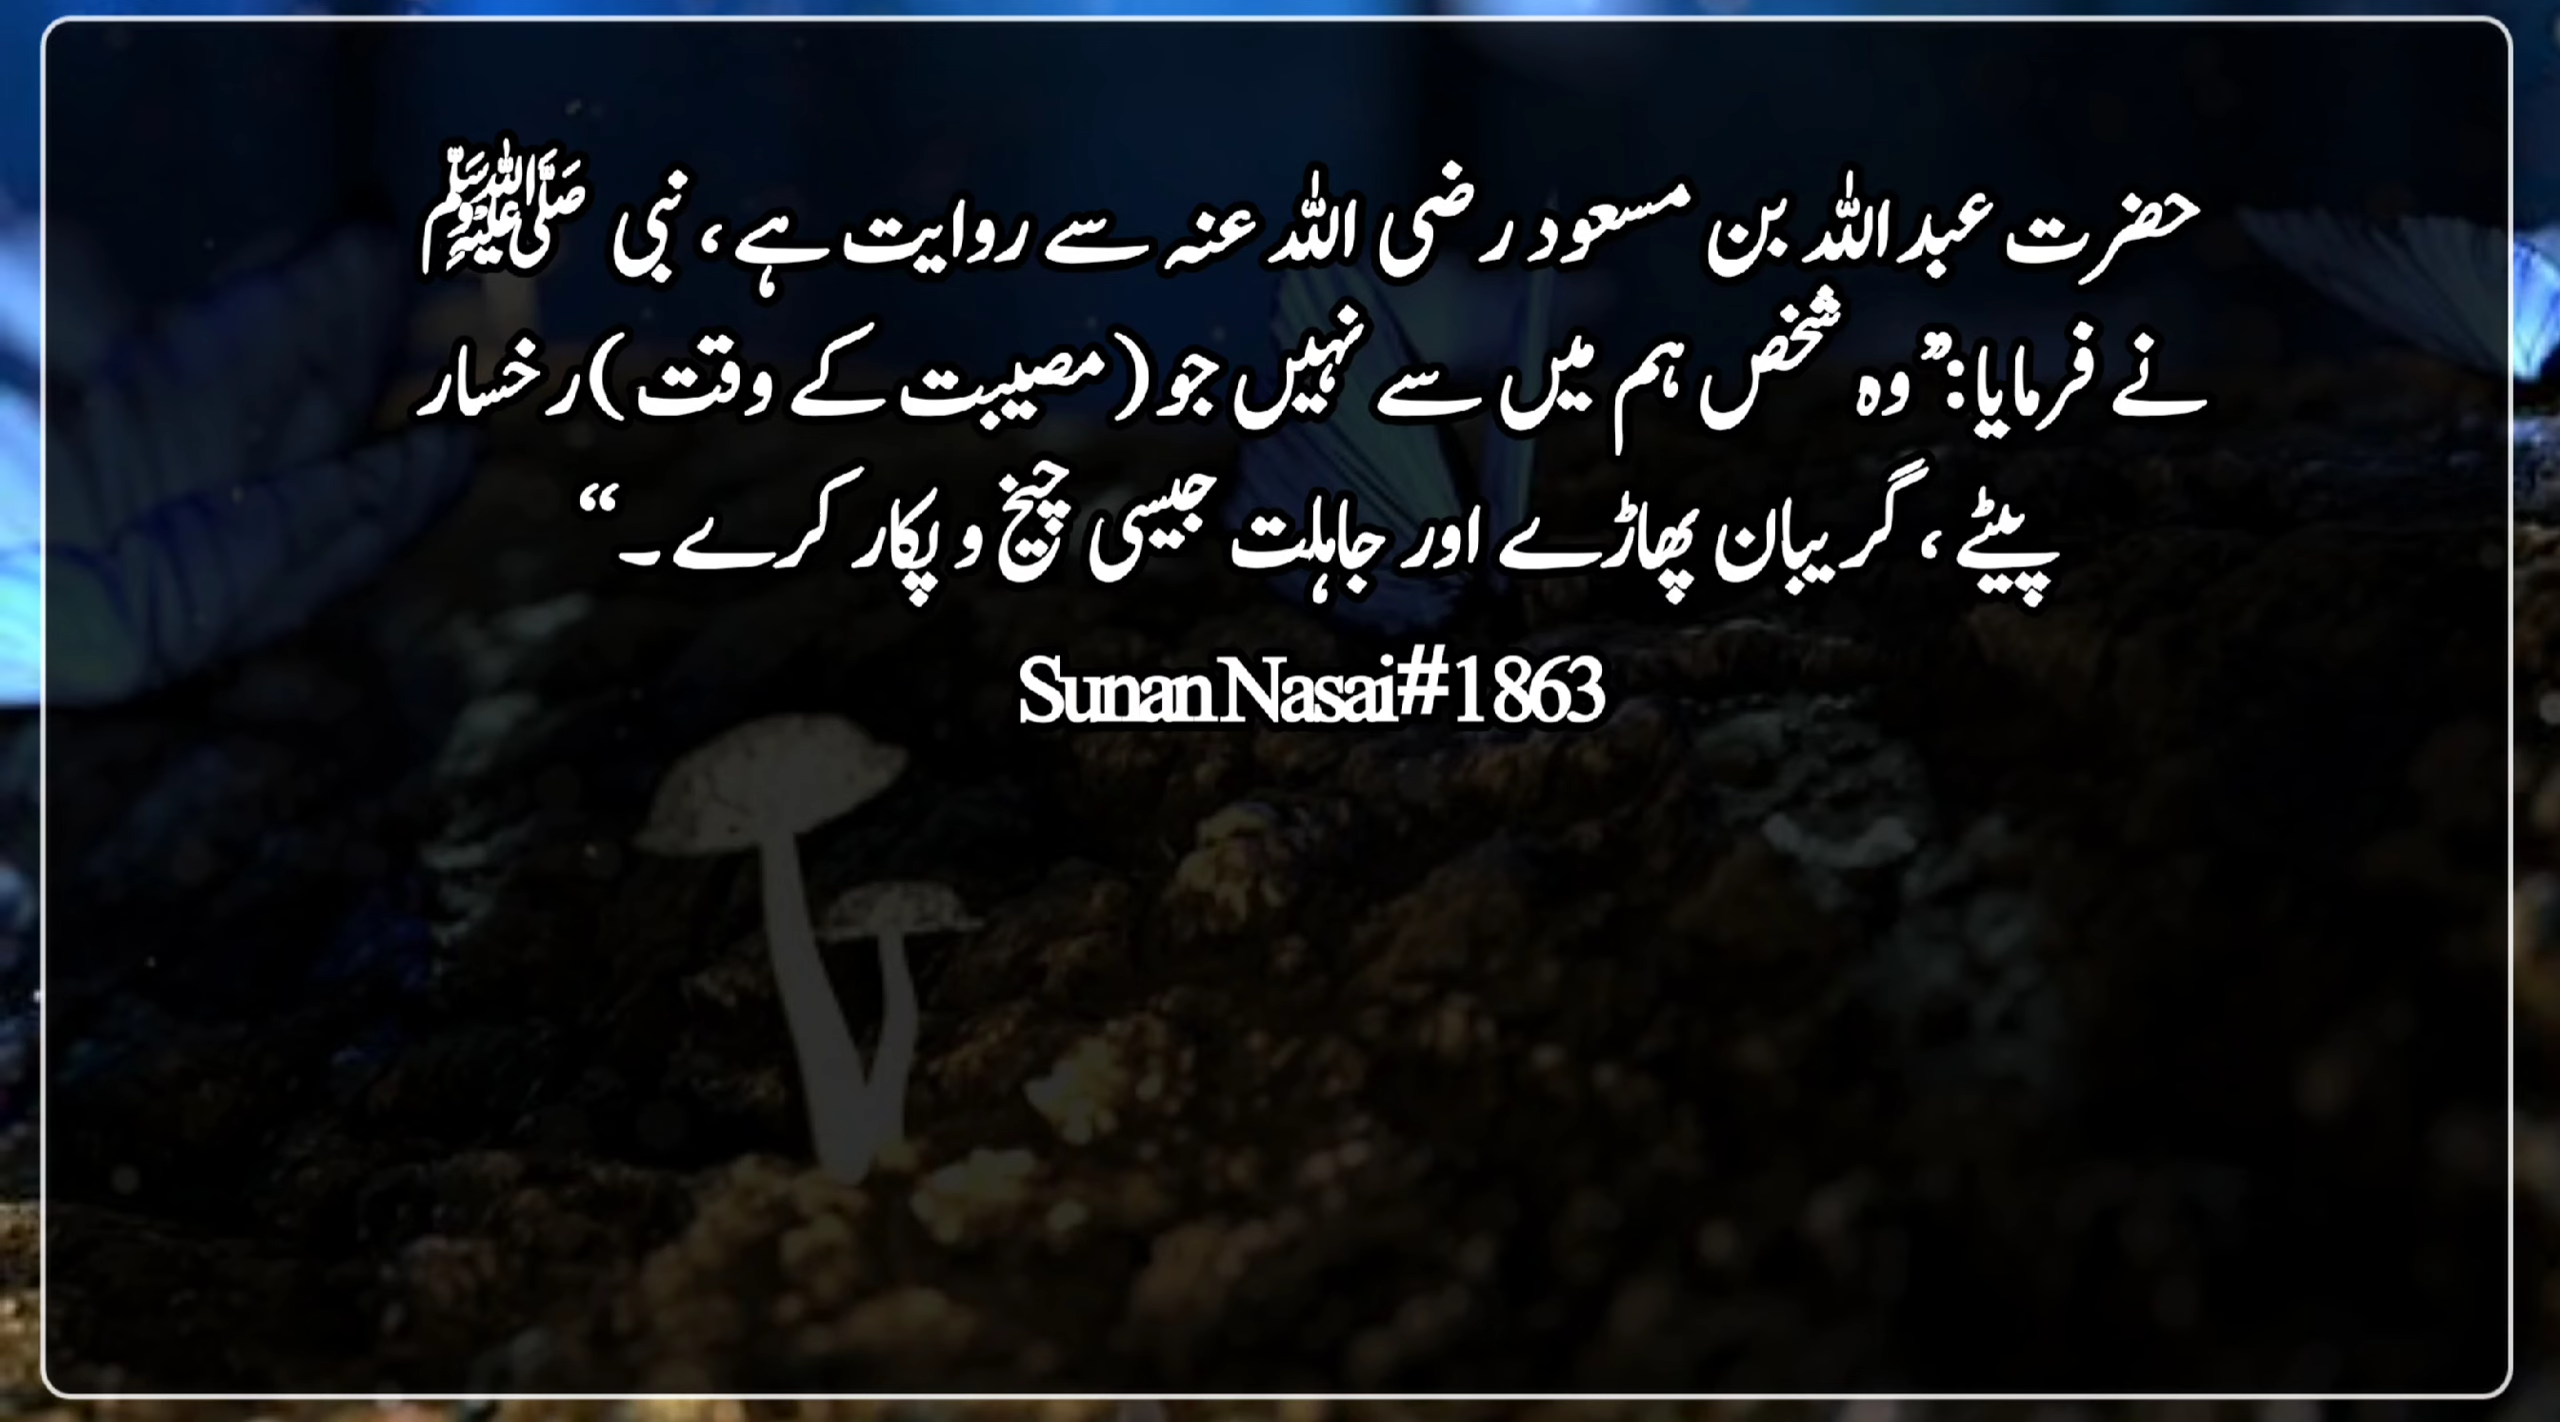 حضرت عبداللہ بن مسعود رضی اللہ عنہ سے روایت ہے، نبی ﷺ
نے فرمایا: ”وہ شخص ہم میں سے نہیں جو (مصیبت کے وقت) رخسار
پیٹے، گریبان پھاڑے اور جاہلت جیسی چیخ و پکار کرے۔“
Sunan Nasai#1863